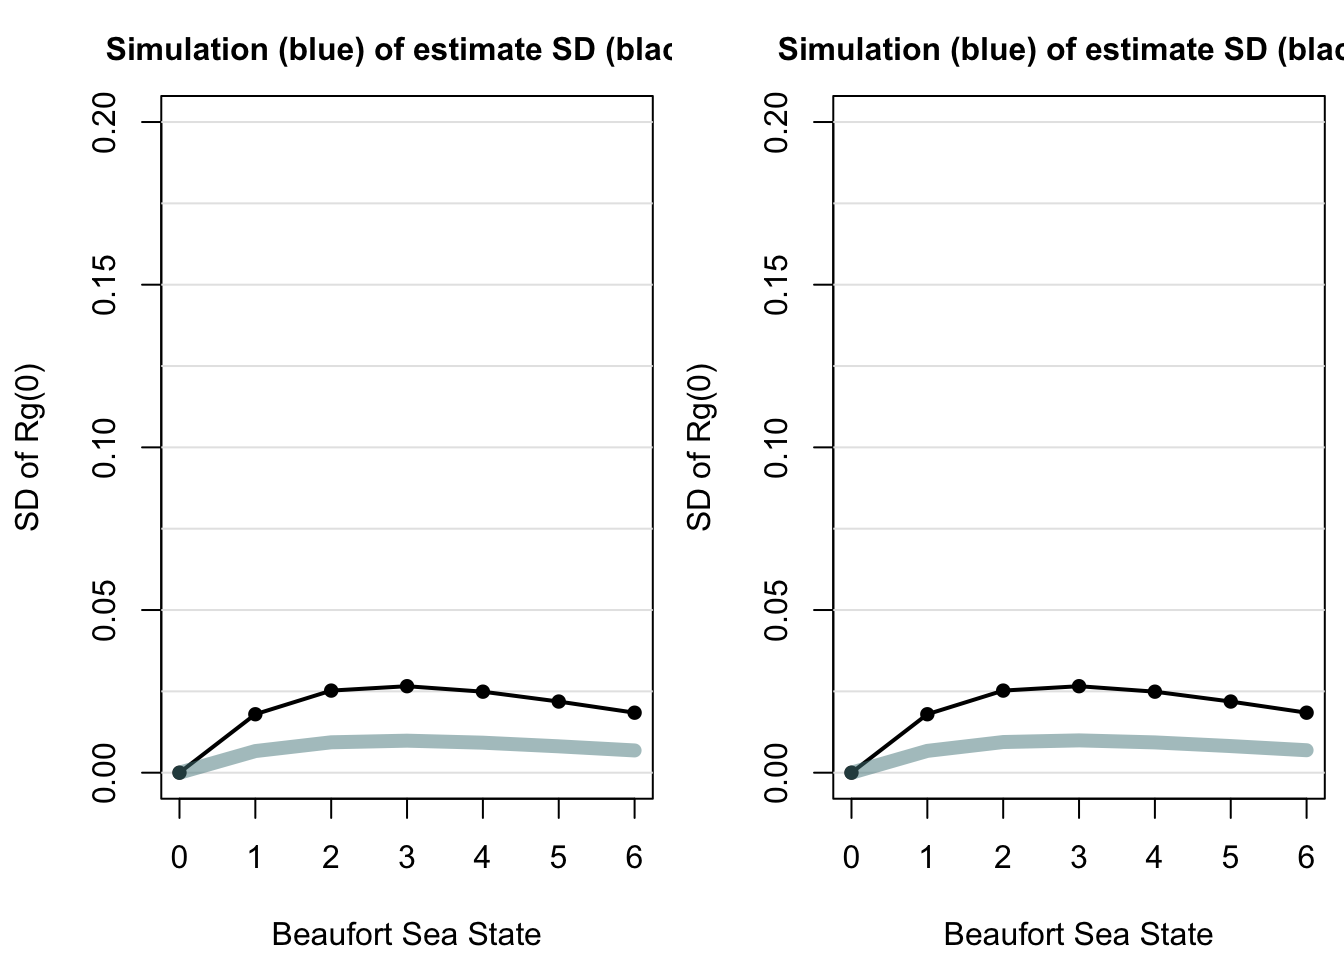 Simulation (blue) of estimate SD (blac
0.20
0.15
0.10
0.05
0.00
SD of Rg(0)
0 1 2 3 4 5 6
Beaufort Sea State
Simulation (blue) of estimate SD (blac
0.20
0.15
0.10
0.05
0.00
SD of Rg(0)
0 1 2 3 4 5 6
Beaufort Sea State